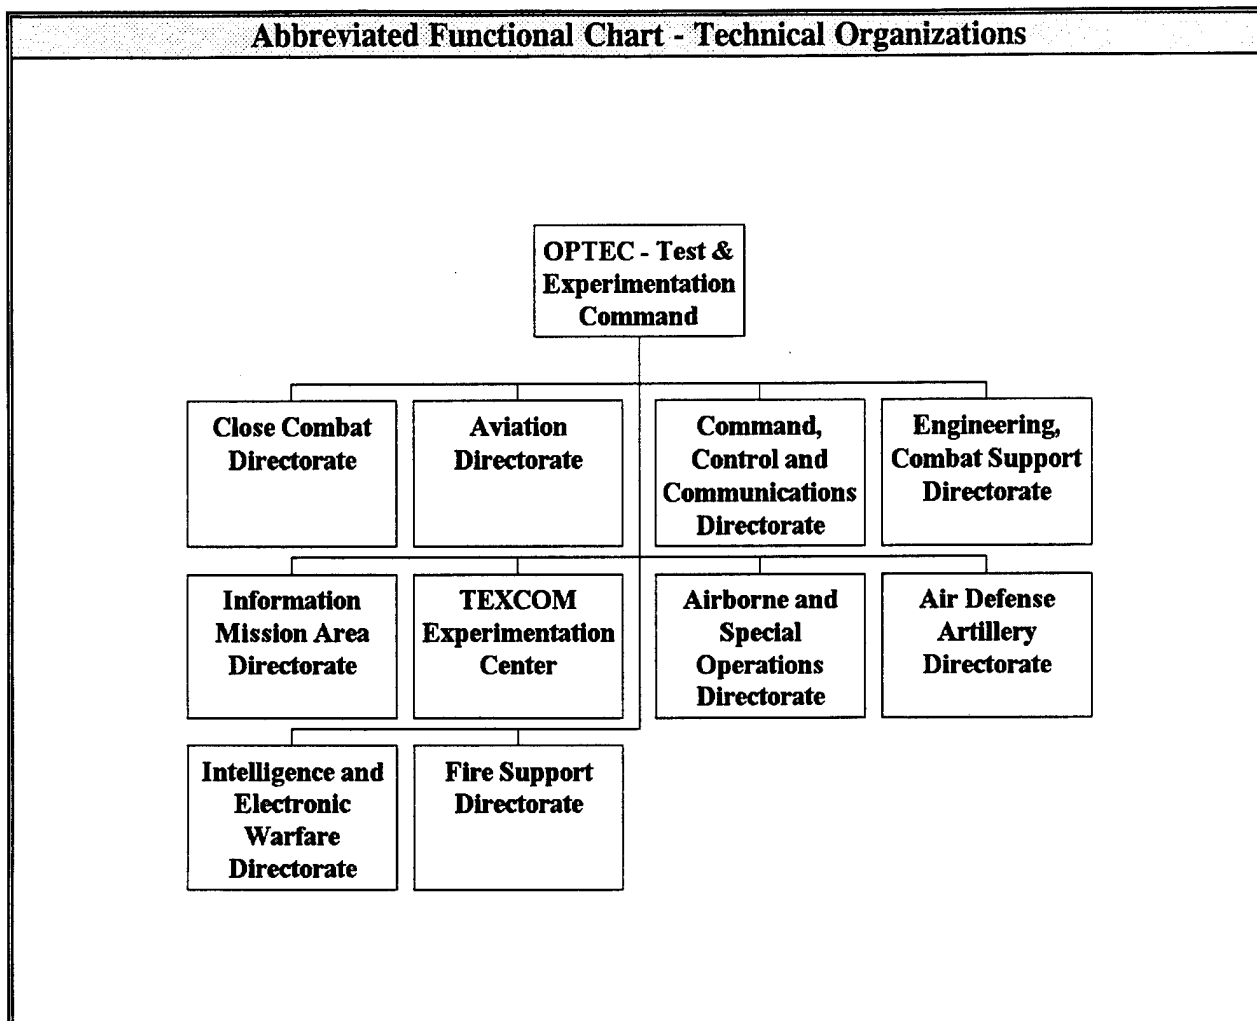 Abbreviated Functional Chart - Technical Organizations
OPTEC - Test &
Experimentation
Command
Close Combat
Directorate
Aviation
Directorate
Command,
Control and
Communications
Directorate
Engineering,
Combat Support
Directorate
Information
Mission Area
Directorate
TEXCOM
Experimentation
Center
Airborne and
Special
Operations
Directorate
Air Defense
Artillery
Directorate
Intelligence and
Electronic
Warfare
Directorate
Fire Support
Directorate